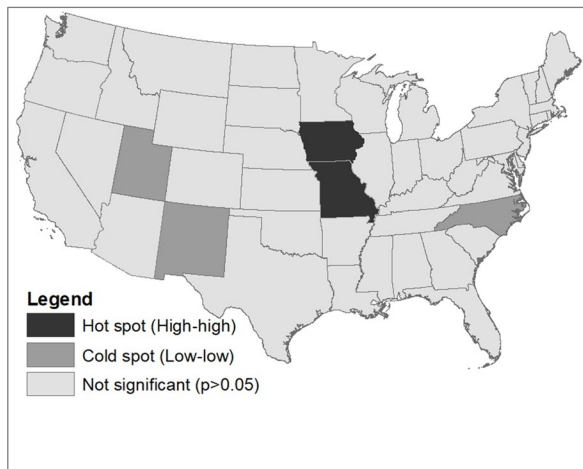 Legend
Hot spot (High-high)
Cold spot (Low-low)
Not significant (p>0.05)